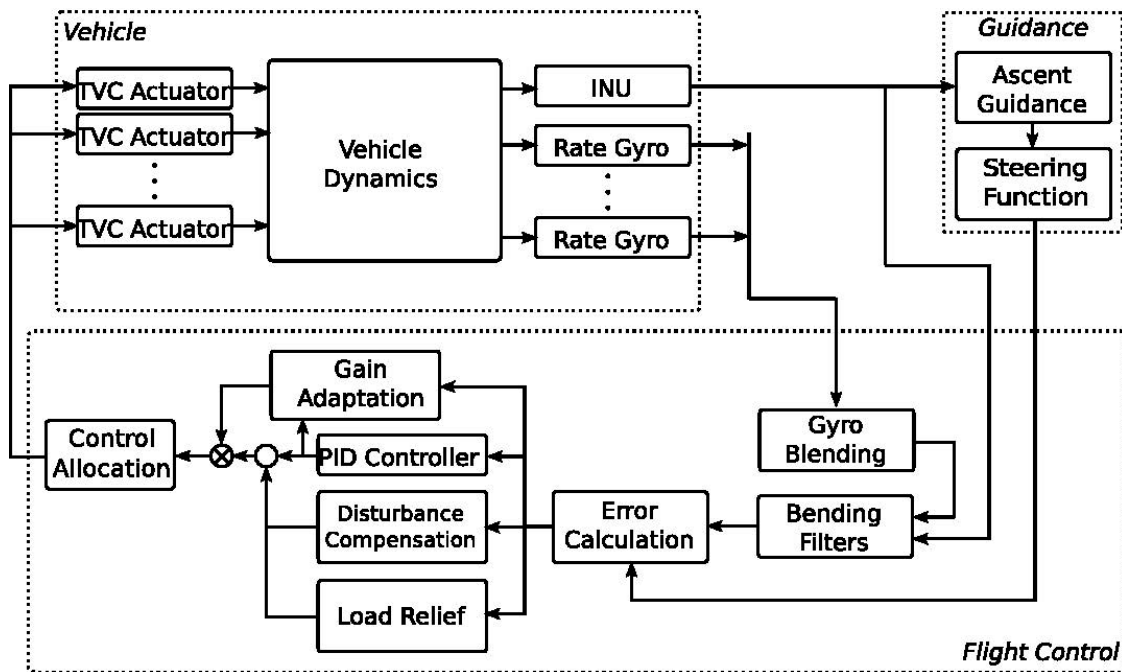 Vehicle
Guidance
TVC Actuator
TVC Actuator
TVC Actuator
Vehicle
Dynamics
INU
Rate Gyro
Rate Gyro
Ascent
Guidance
Steering
Function
Gain
Adaptation
Control
Allocation
PID Controller
Disturbance
Compensation
Load Relief
Error
Calculation
Gyro
Blending
Bending
Filters
Flight Control